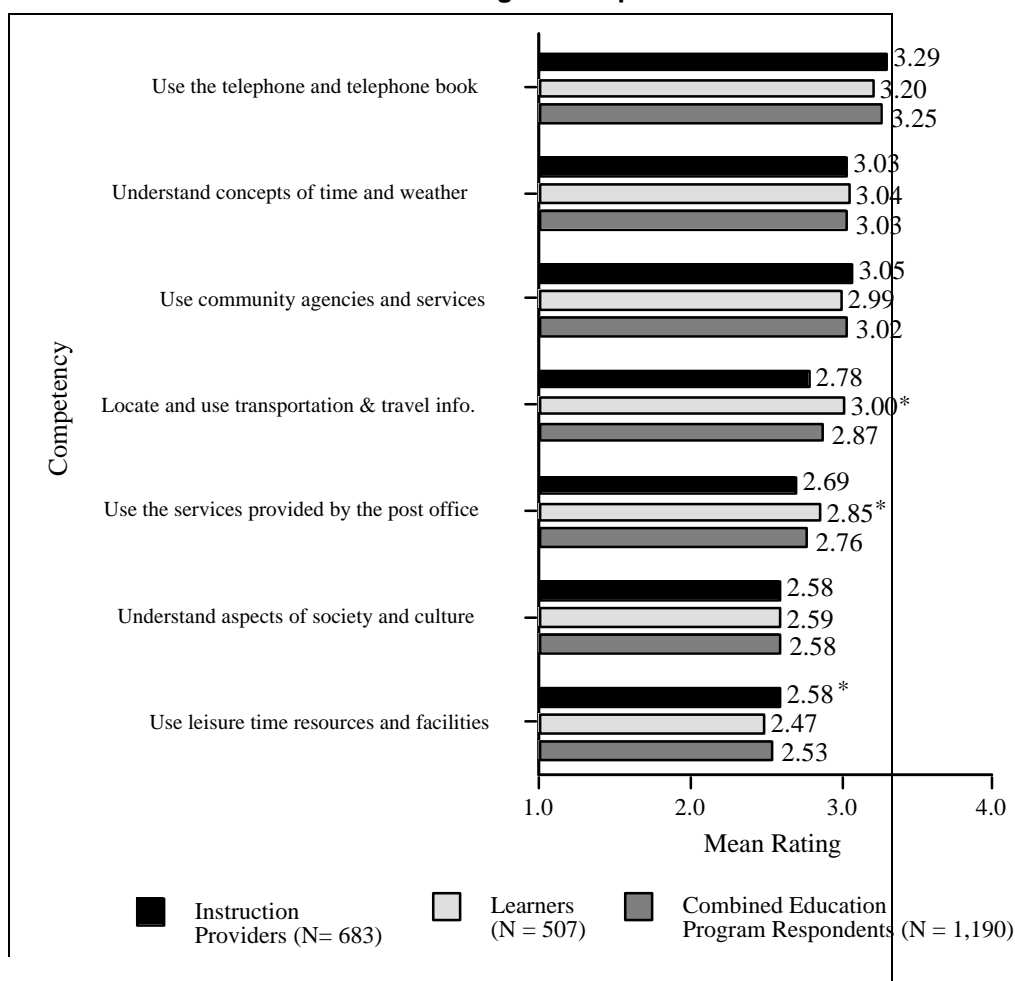 3.29
Use the telephone and telephone book
3.20
3.25
3.03
Understand concepts of time and weather
3.04
3.03
3.05
Use community agencies and services
2.99
3.02
Competency
2.78
Locate and use transportation & travel info.
3.00*
2.87
2.69
Use the services provided by the post office
2.85*
2.76
2.58
Understand aspects of society and culture
2.59
2.58
2.58*
Use leisure time resources and facilities
2.47
2.53
1.0 2.0 3.0 4.0
Mean Rating
Instruction
Providers (N= 683)
Learners
(N = 507)
Combined Education
Program Respondents (N = 1,190)